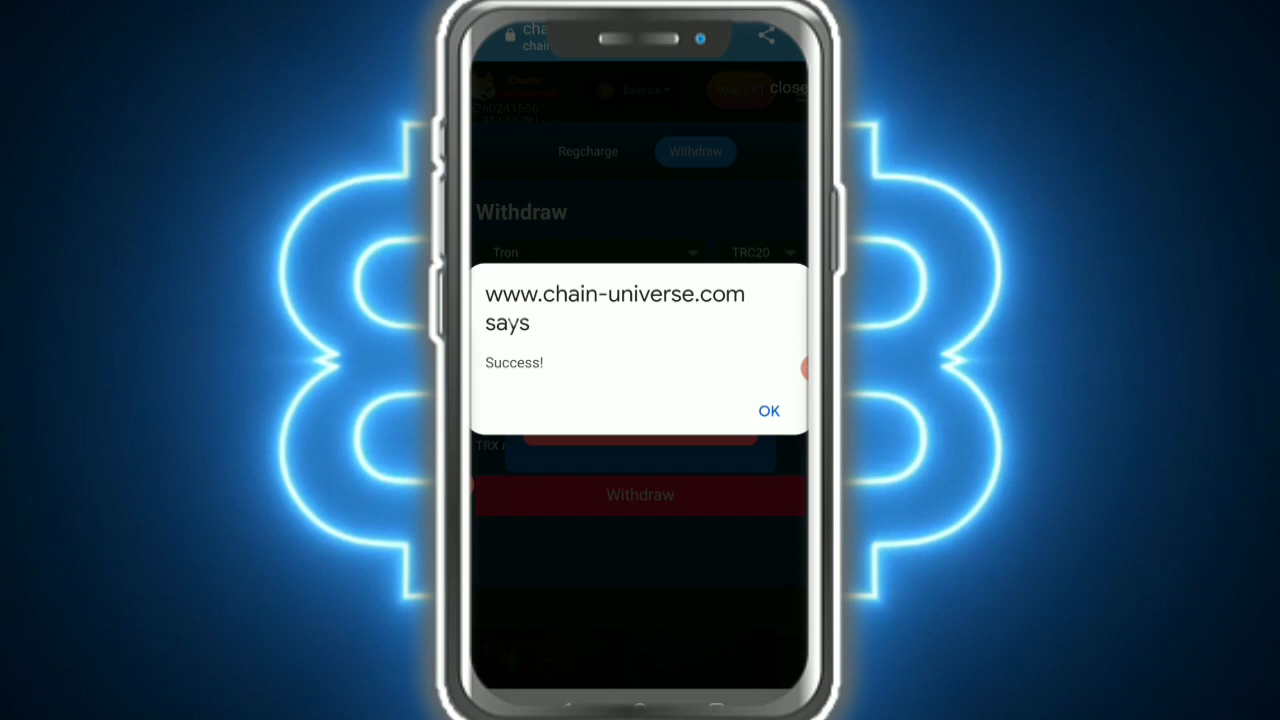 cha
chain
Chain
balance
WALLET
close
260241566
Regcharge
Withdraw
Withdraw
Tron
TRC20
www.chain-universe.com
says
Success!
OK
TRX
Withdraw